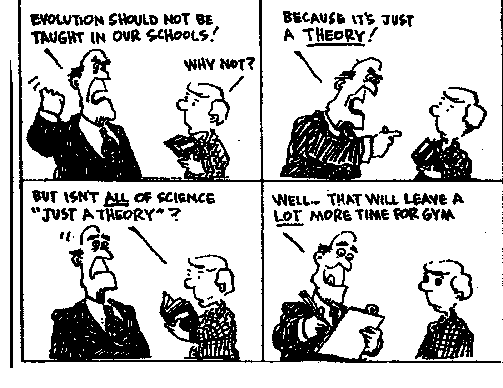 EVOLUTION SHOULD NOT BE
TAUGHT IN OUR SCHOOLS!
WHY NOT?
BECAUSE IT'S JUST
A THEORY!
BUT ISN'T ALL OF SCIENCE
"JUST A THEORY"?
WELL... THAT WILL LEAVE A
LOT MORE TIME FOR GYM